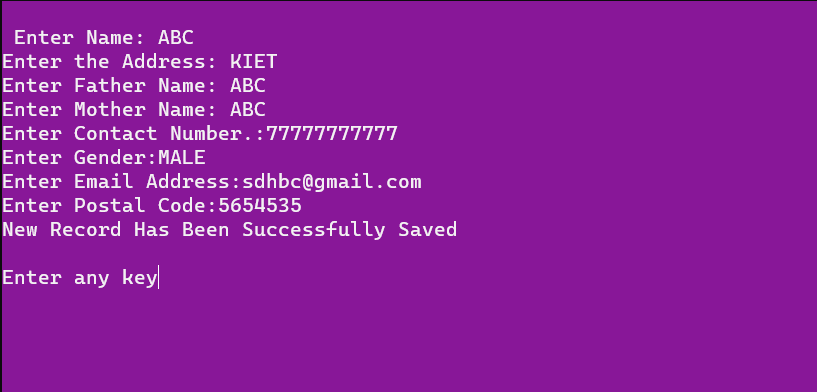 Enter Name: ABC
Enter the Address: KIET
Enter Father Name: ABC
Enter Mother Name: ABC
Enter Contact Number.:77777777777
Enter Gender:MALE
Enter Email Address:sdhbc@gmail.com
Enter Postal Code:5654535
New Record Has Been Successfully Saved
Enter any key